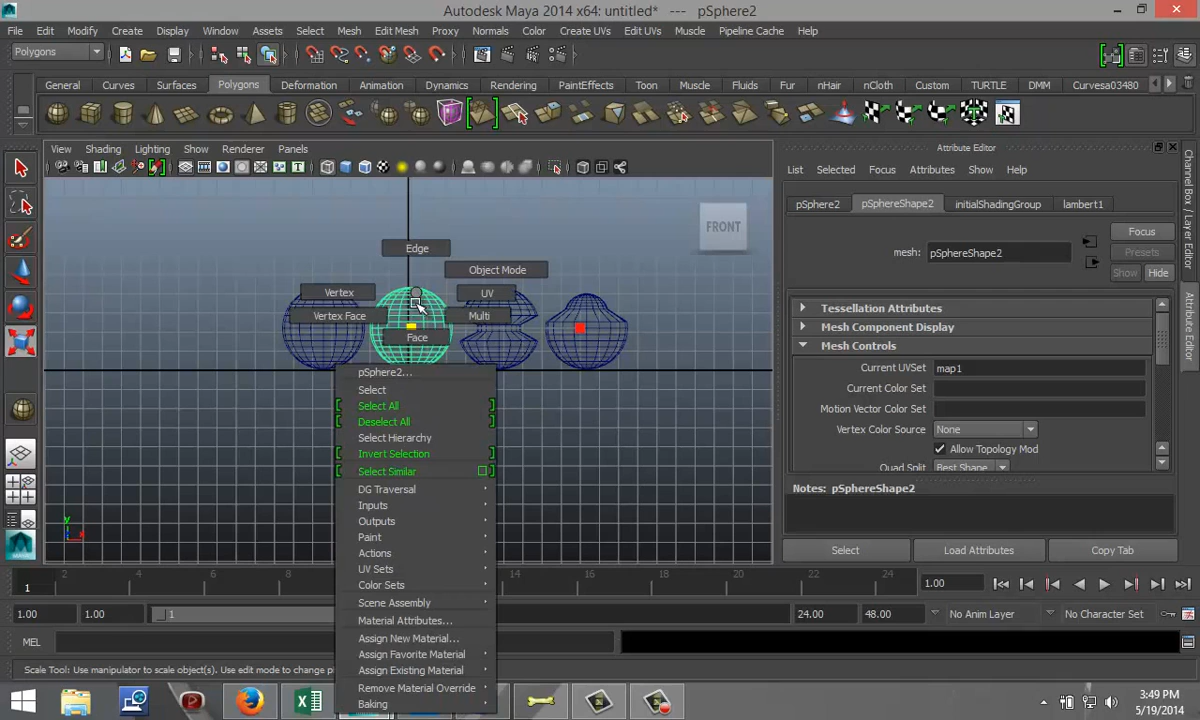 Autodesk Maya 2014 x64: untitled* --- pSphere2
File Edit Modify Create Display Window Assets Select Mesh Edit Mesh Proxy Normals Color Create UVs Edit UVs Muscle Pipeline Cache Help
Polygons
General Curves Surfaces Polygons Deformation Animation Dynamics Rendering PaintEffects Toon Muscle Fluids Fur nHair nCloth Custom TURTLE DMM Curvesa03480
View Shading Lighting Show Renderer Panels
Attribute Editor
List Selected Focus Attributes Show Help
pSphere2 pSphereShape2 initialShadingGroup lambert1
Focus
mesh: pSphereShape2
Presets
Show Hide
FRONT
Edge
Object Mode
Vertex
UV
Vertex Face
Multi
Face
Tessellation Attributes
Mesh Component Display
Mesh Controls
Current UVSet map1
Current Color Set
Motion Vector Color Set
Vertex Color Source None
Allow Topology Mod
Quad Split Best Shape
Notes: pSphereShape2
Select Load Attributes Copy Tab
Channel Box / Layer Editor
Attribute Editor
pSphere2...
Select
Select All
Deselect All
Select Hierarchy
Invert Selection
Select Similar
DG Traversal
Inputs
Outputs
Paint
Actions
UV Sets
Color Sets
Scene Assembly
Material Attributes...
Assign New Material...
Assign Favorite Material
Assign Existing Material
Remove Material Override
Baking
y
x
2 4 6 8 14 16 18 20 22 24
1
1.00
1.00 1.00 1 24.00 48.00 No Anim Layer No Character Set
MEL
Scale Tool: Use manipulator to scale object(s). Use edit mode to change pi
3:49 PM
5/19/2014